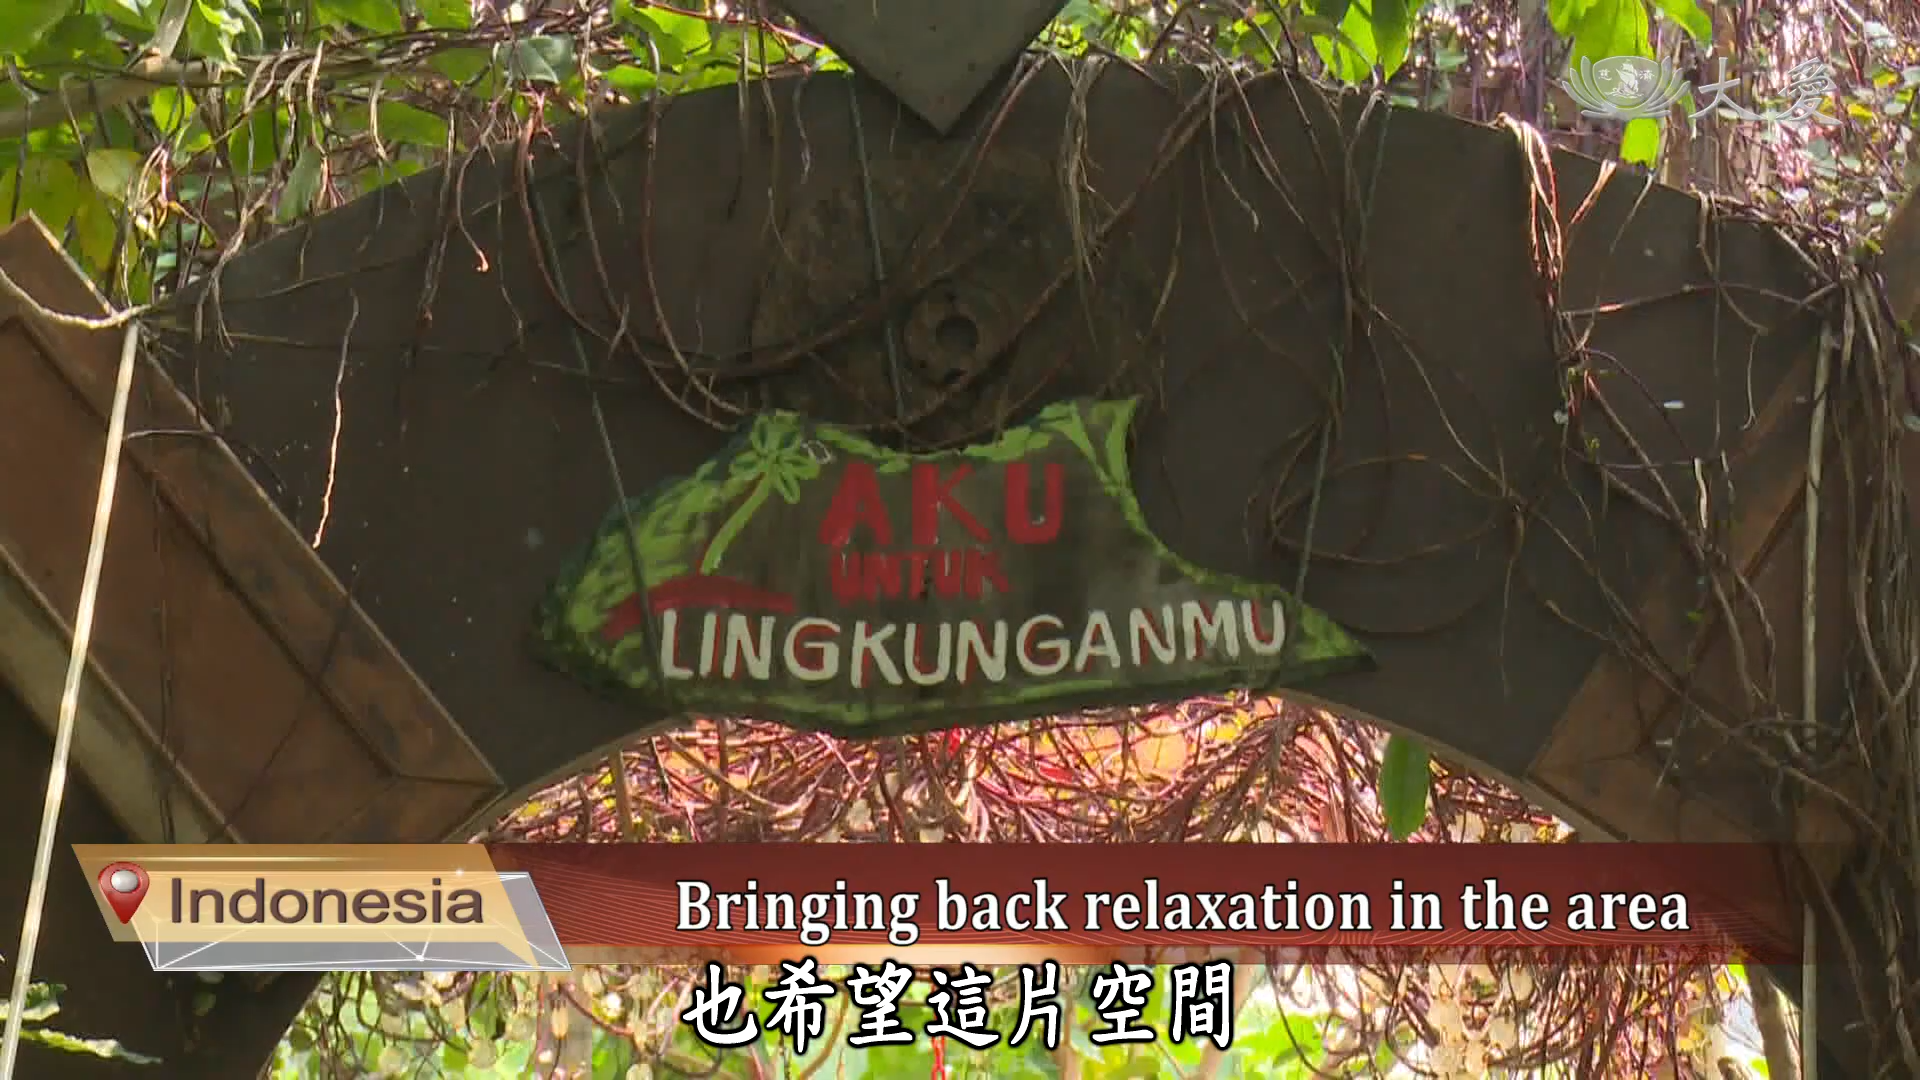 大愛
AKU
UNTUK
LINGKUNGANMU
Indonesia
Bringing back relaxation in the area
也希望這片空間